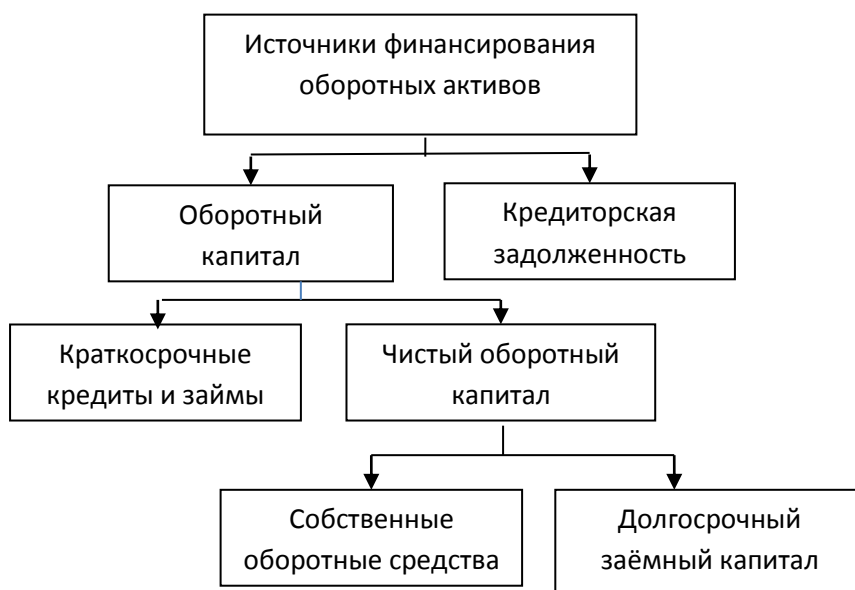 Источники финансирования
оборотных активов
Оборотный
капитал
Кредиторская
задолженность
Краткосрочные
кредиты и займы
Чистый оборотный
капитал
Собственные
оборотные средства
Долгосрочный
заёмный капитал